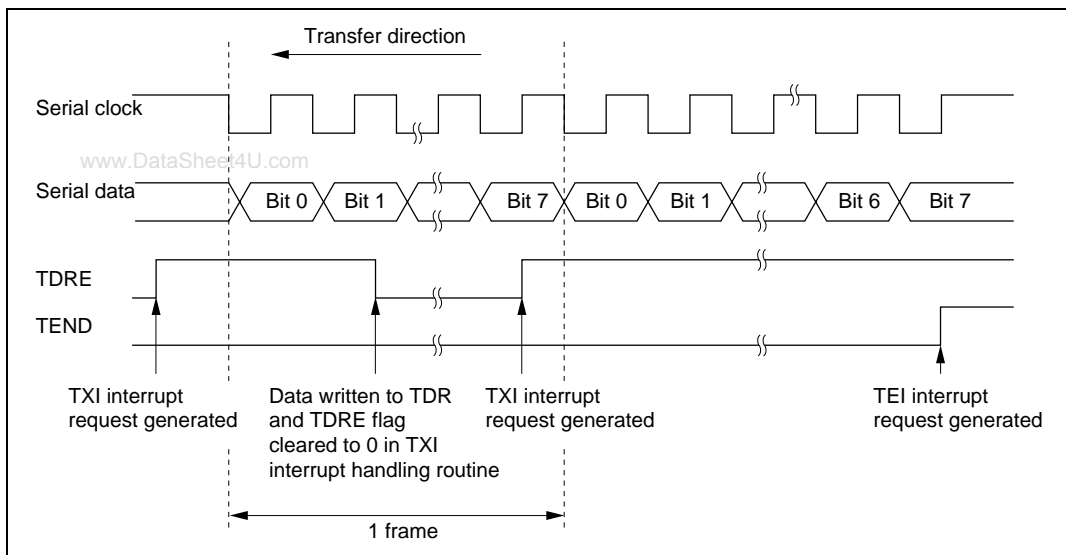 Transfer direction
Serial clock
www.DataSheet4U.com
Serial data
Bit 0
Bit 1
Bit 7
Bit 0
Bit 1
Bit 6
Bit 7
TDRE
TEND
TXI interrupt
request generated
Data written to TDR
and TDRE flag
cleared to 0 in TXI
interrupt handling routine
TXI interrupt
request generated
TEI interrupt
request generated
1 frame